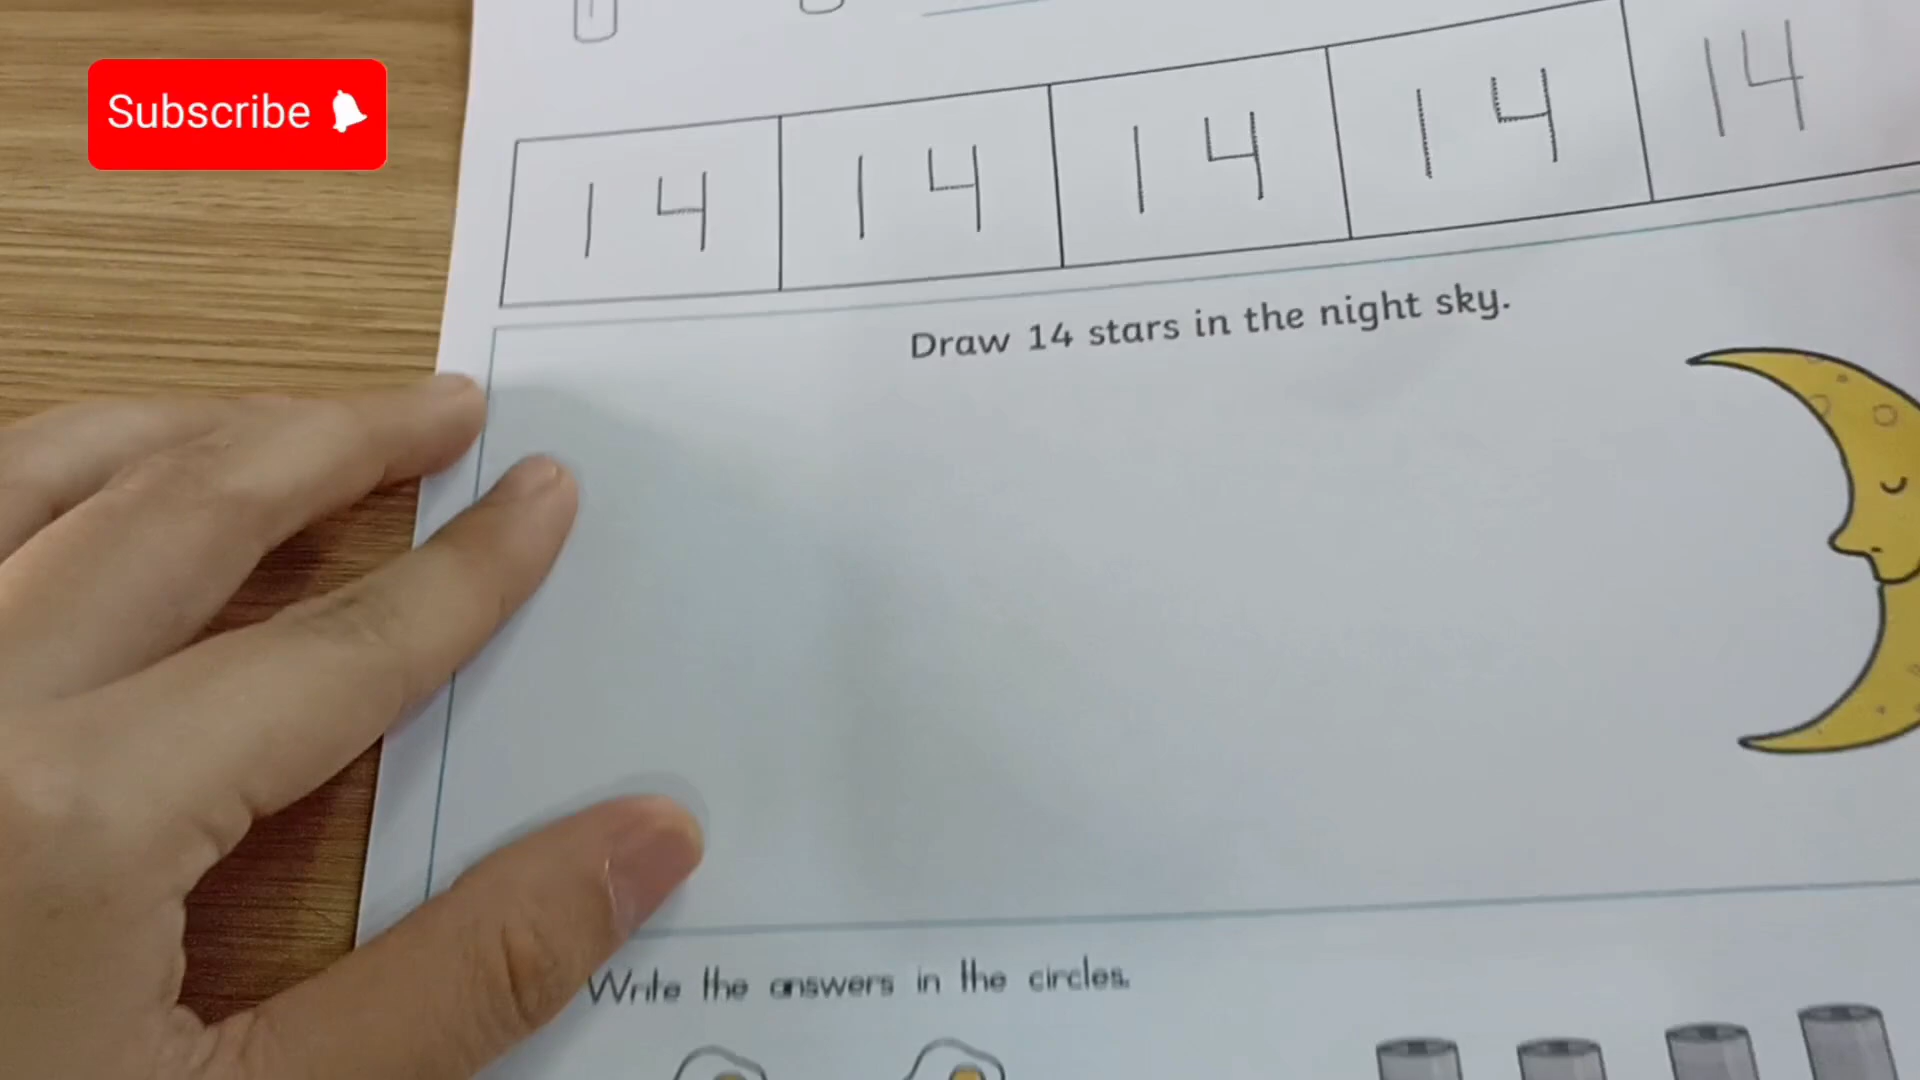 Subscribe
14 14 14 14 14
Draw 14 stars in the night sky.
Write the answers in the circles.